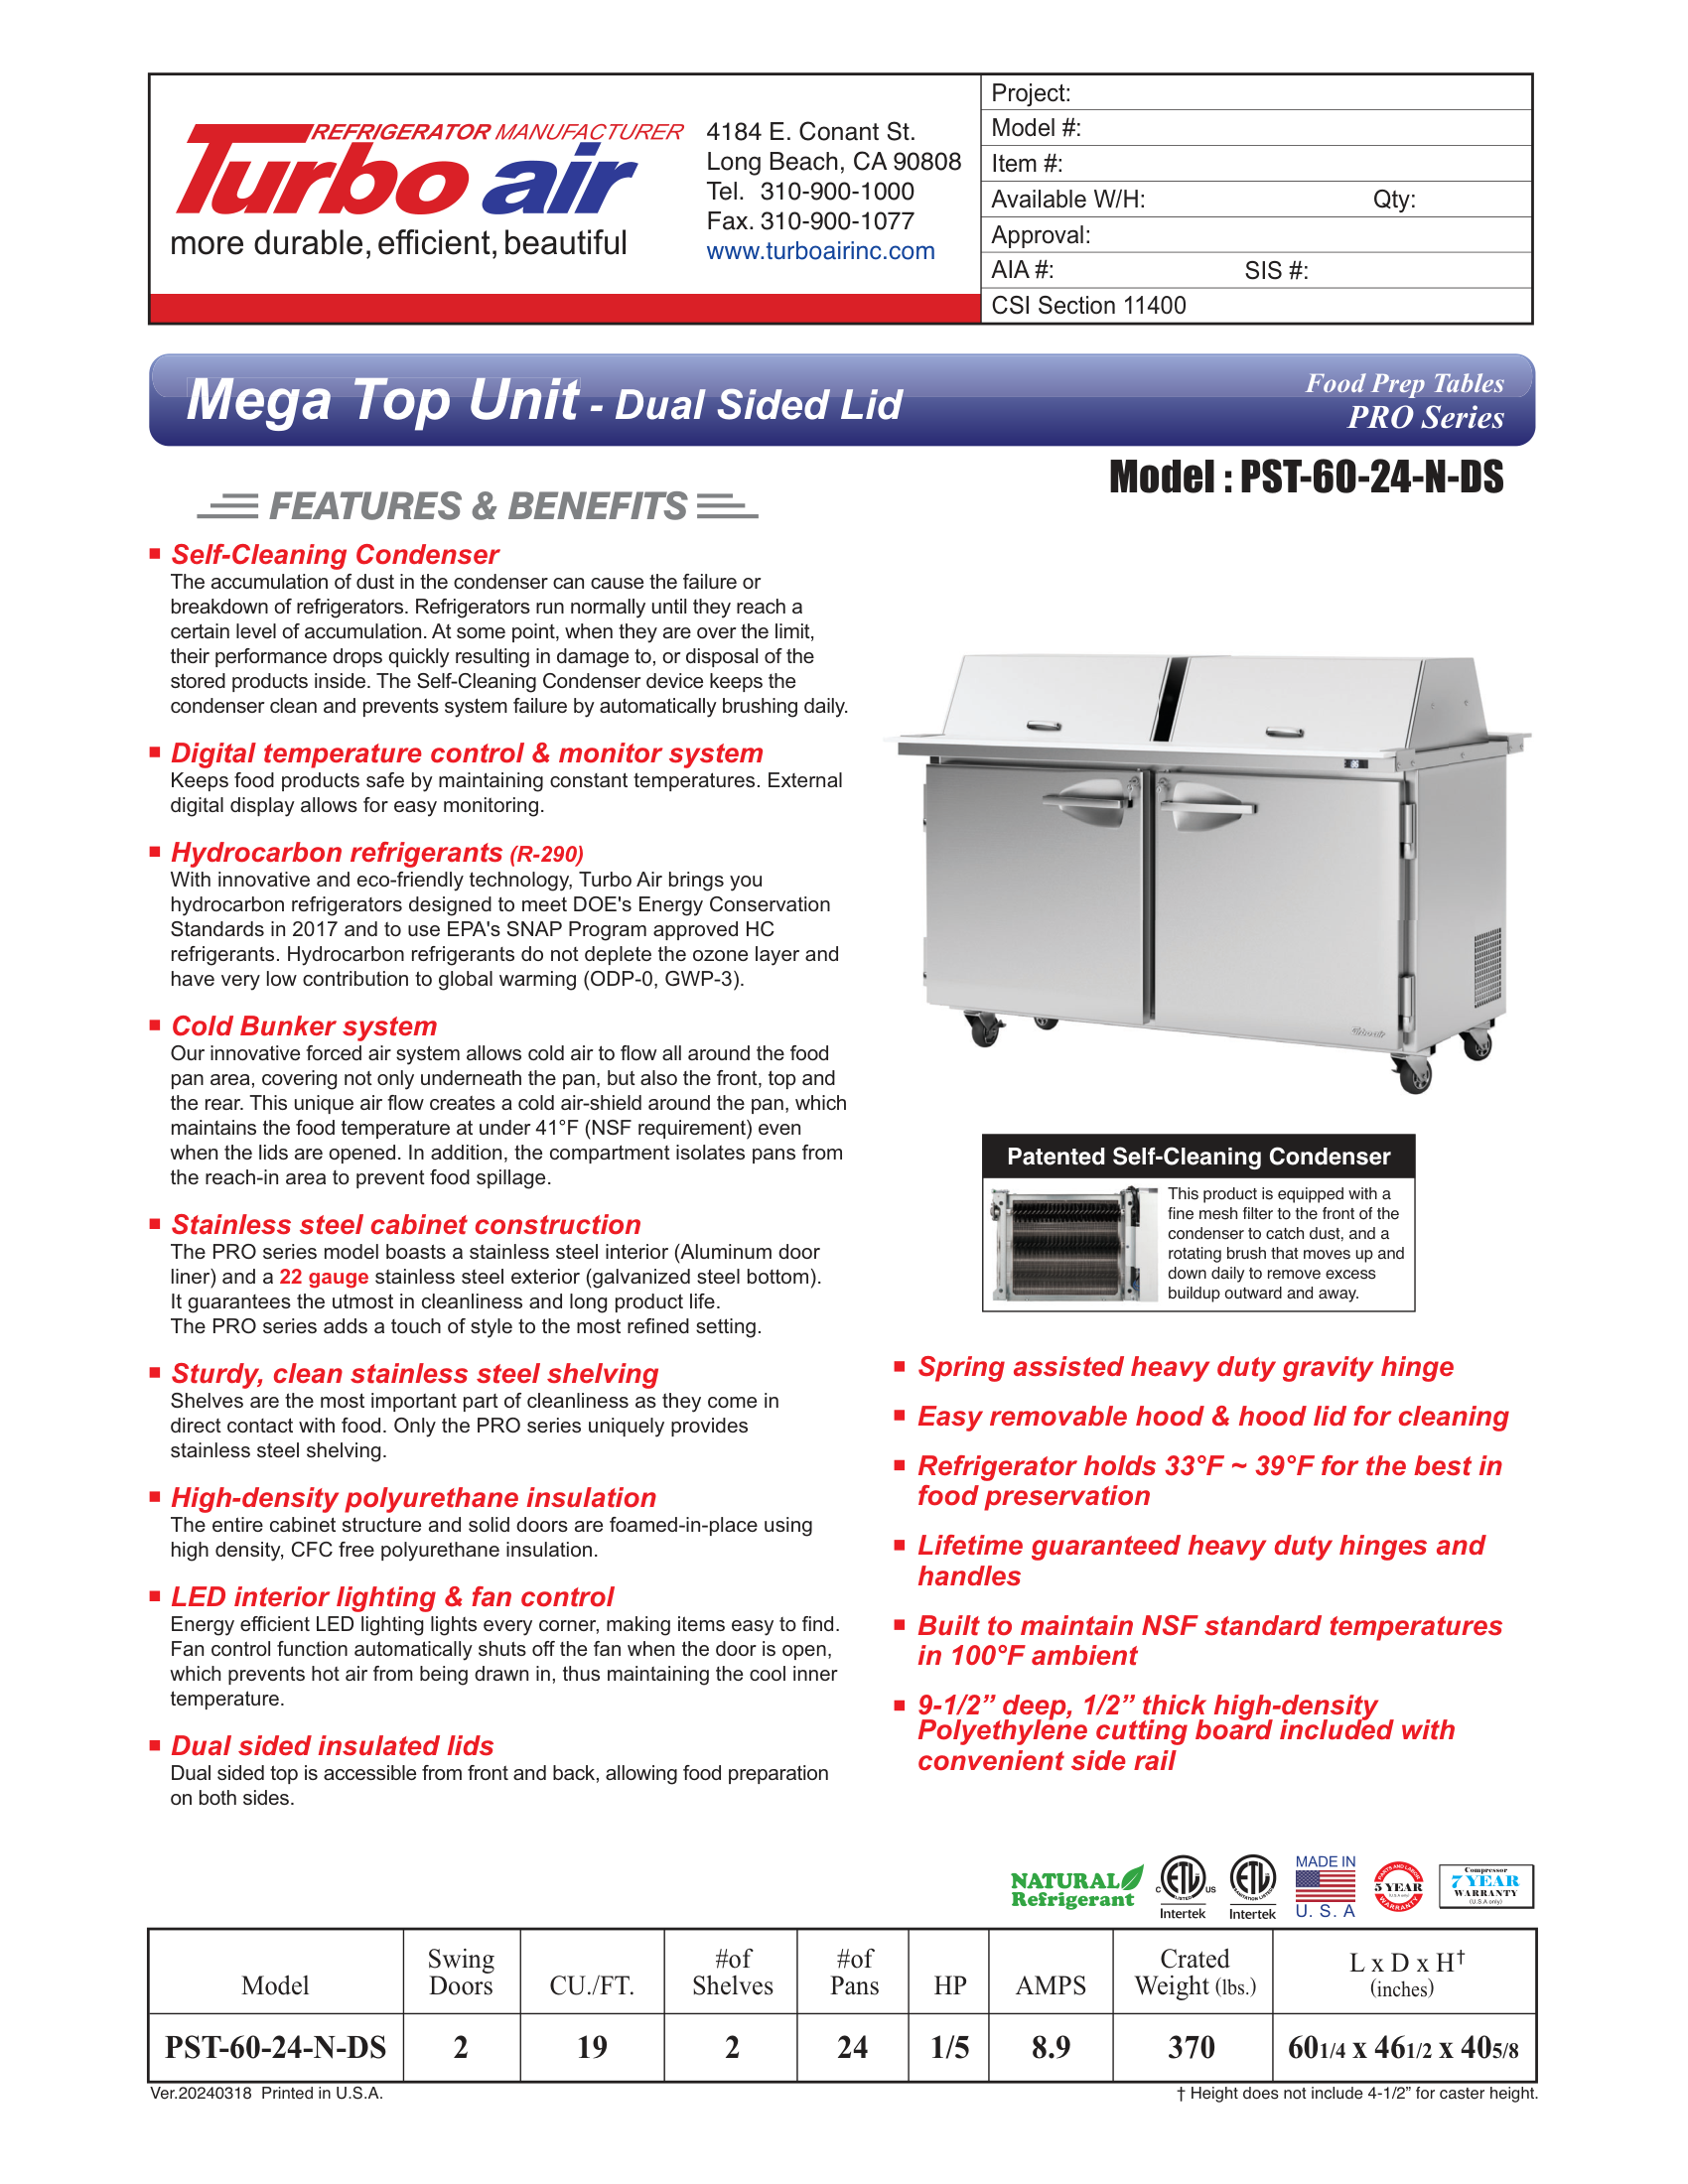 REFRIGERATOR MANUFACTURER
Turbo air
more durable, efficient, beautiful
4184 E. Conant St.
Long Beach, CA 90808
Tel. 310-900-1000
Fax. 310-900-1077
www.turboairinc.com
Project:
Model #:
Item #:
Available W/H: Qty:
Approval:
AIA #: SIS #:
CSI Section 11400
Mega Top Unit - Dual Sided Lid
Food Prep Tables
PRO Series
Model : PST-60-24-N-DS
FEATURES & BENEFITS
Self-Cleaning Condenser
The accumulation of dust in the condenser can cause the failure or
breakdown of refrigerators. Refrigerators run normally until they reach a
certain level of accumulation. At some point, when they are over the limit,
their performance drops quickly resulting in damage to, or disposal of the
stored products inside. The Self-Cleaning Condenser device keeps the
condenser clean and prevents system failure by automatically brushing daily.
Digital temperature control & monitor system
Keeps food products safe by maintaining constant temperatures. External
digital display allows for easy monitoring.
Hydrocarbon refrigerants (R-290)
With innovative and eco-friendly technology, Turbo Air brings you
hydrocarbon refrigerators designed to meet DOE's Energy Conservation
Standards in 2017 and to use EPA's SNAP Program approved HC
refrigerants. Hydrocarbon refrigerants do not deplete the ozone layer and
have very low contribution to global warming (ODP-0, GWP-3).
Cold Bunker system
Our innovative forced air system allows cold air to flow all around the food
pan area, covering not only underneath the pan, but also the front, top and
the rear. This unique air flow creates a cold air-shield around the pan, which
maintains the food temperature at under 41°F (NSF requirement) even
when the lids are opened. In addition, the compartment isolates pans from
the reach-in area to prevent food spillage.
Stainless steel cabinet construction
The PRO series model boasts a stainless steel interior (Aluminum door
liner) and a 22 gauge stainless steel exterior (galvanized steel bottom).
It guarantees the utmost in cleanliness and long product life.
The PRO series adds a touch of style to the most refined setting.
Sturdy, clean stainless steel shelving
Shelves are the most important part of cleanliness as they come in
direct contact with food. Only the PRO series uniquely provides
stainless steel shelving.
High-density polyurethane insulation
The entire cabinet structure and solid doors are foamed-in-place using
high density, CFC free polyurethane insulation.
LED interior lighting & fan control
Energy efficient LED lighting lights every corner, making items easy to find.
Fan control function automatically shuts off the fan when the door is open,
which prevents hot air from being drawn in, thus maintaining the cool inner
temperature.
Dual sided insulated lids
Dual sided top is accessible from front and back, allowing food preparation
on both sides.
Patented Self-Cleaning Condenser
This product is equipped with a
fine mesh filter to the front of the
condenser to catch dust, and a
rotating brush that moves up and
down daily to remove excess
buildup outward and away.
Spring assisted heavy duty gravity hinge
Easy removable hood & hood lid for cleaning
Refrigerator holds 33°F ~ 39°F for the best in
food preservation
Lifetime guaranteed heavy duty hinges and
handles
Built to maintain NSF standard temperatures
in 100°F ambient
9-1/2” deep, 1/2” thick high-density
Polyethylene cutting board included with
convenient side rail
NATURAL
Refrigerant
C ETL US
LISTED
Intertek
ETL
SANITATION LISTED
Intertek
MADE IN
U. S. A
PARTS AND LABOR
5 YEAR
(U.S.A only)
WARRANTY
Compressor
7 YEAR
WARRANTY
(U.S.A only)
Model Swing Doors CU./FT. #of Shelves #of Pans HP AMPS Crated Weight (lbs.) L x D x H† (inches)
PST-60-24-N-DS 2 19 2 24 1/5 8.9 370 60 1/4 x 46 1/2 x 40 5/8
Ver.20240318 Printed in U.S.A.
† Height does not include 4-1/2” for caster height.